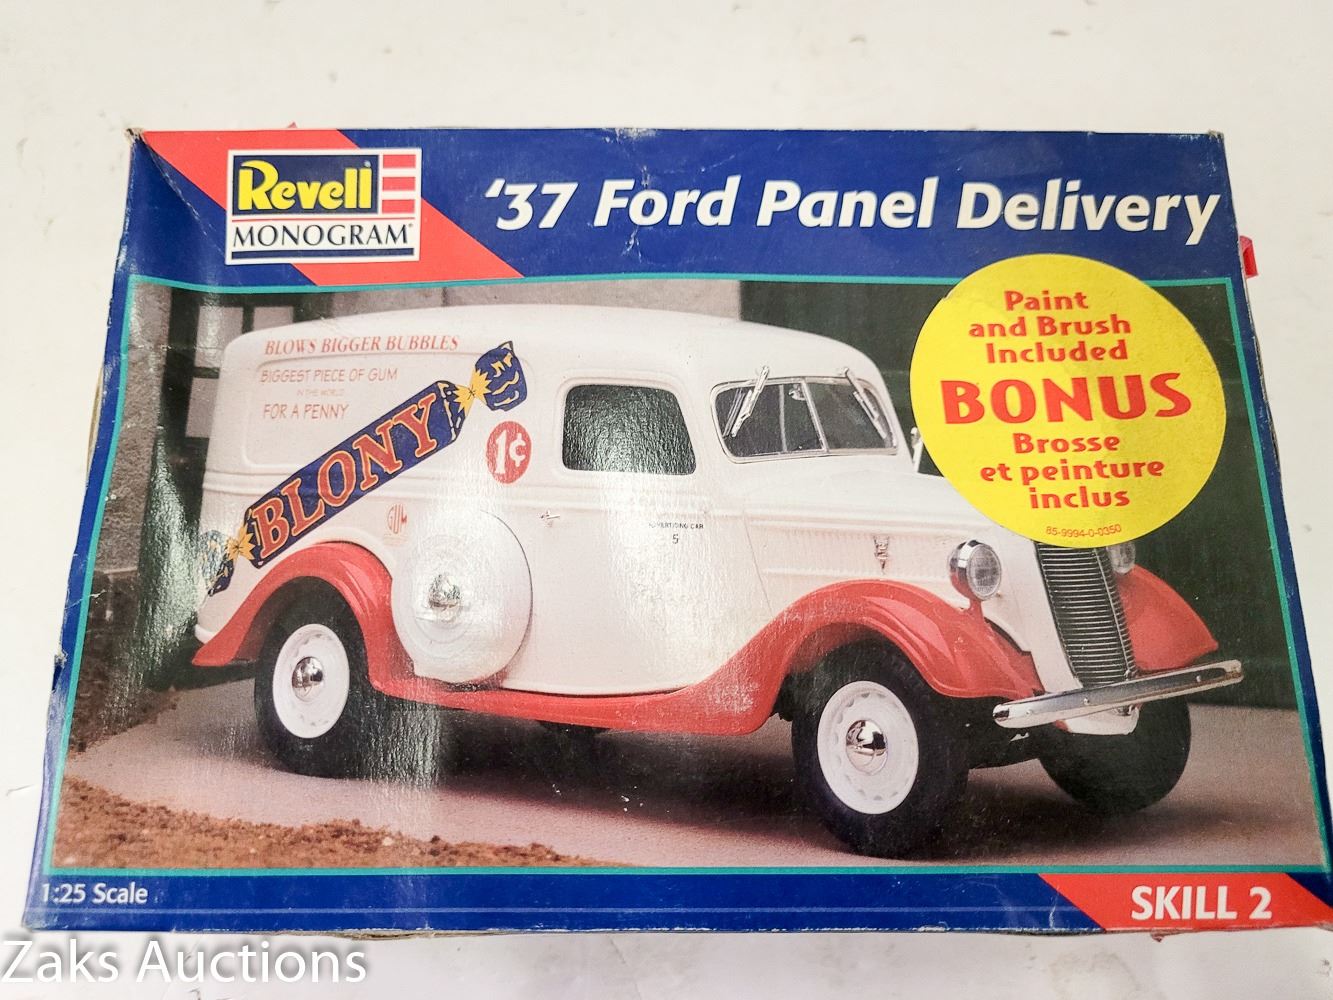 Revell
MONOGRAM
'37 Ford Panel Delivery
Paint
and Brush
Included
BONUS
Brosse
et peinture
inclus
85-9994-0-0350
BLOWS BIGGER BUBBLES
BIGGEST PIECE OF GUM
IN THE WORLD
FOR A PENNY
BLONY
1¢
GUM
5
1:25 Scale
SKILL 2
Zaks Auctions